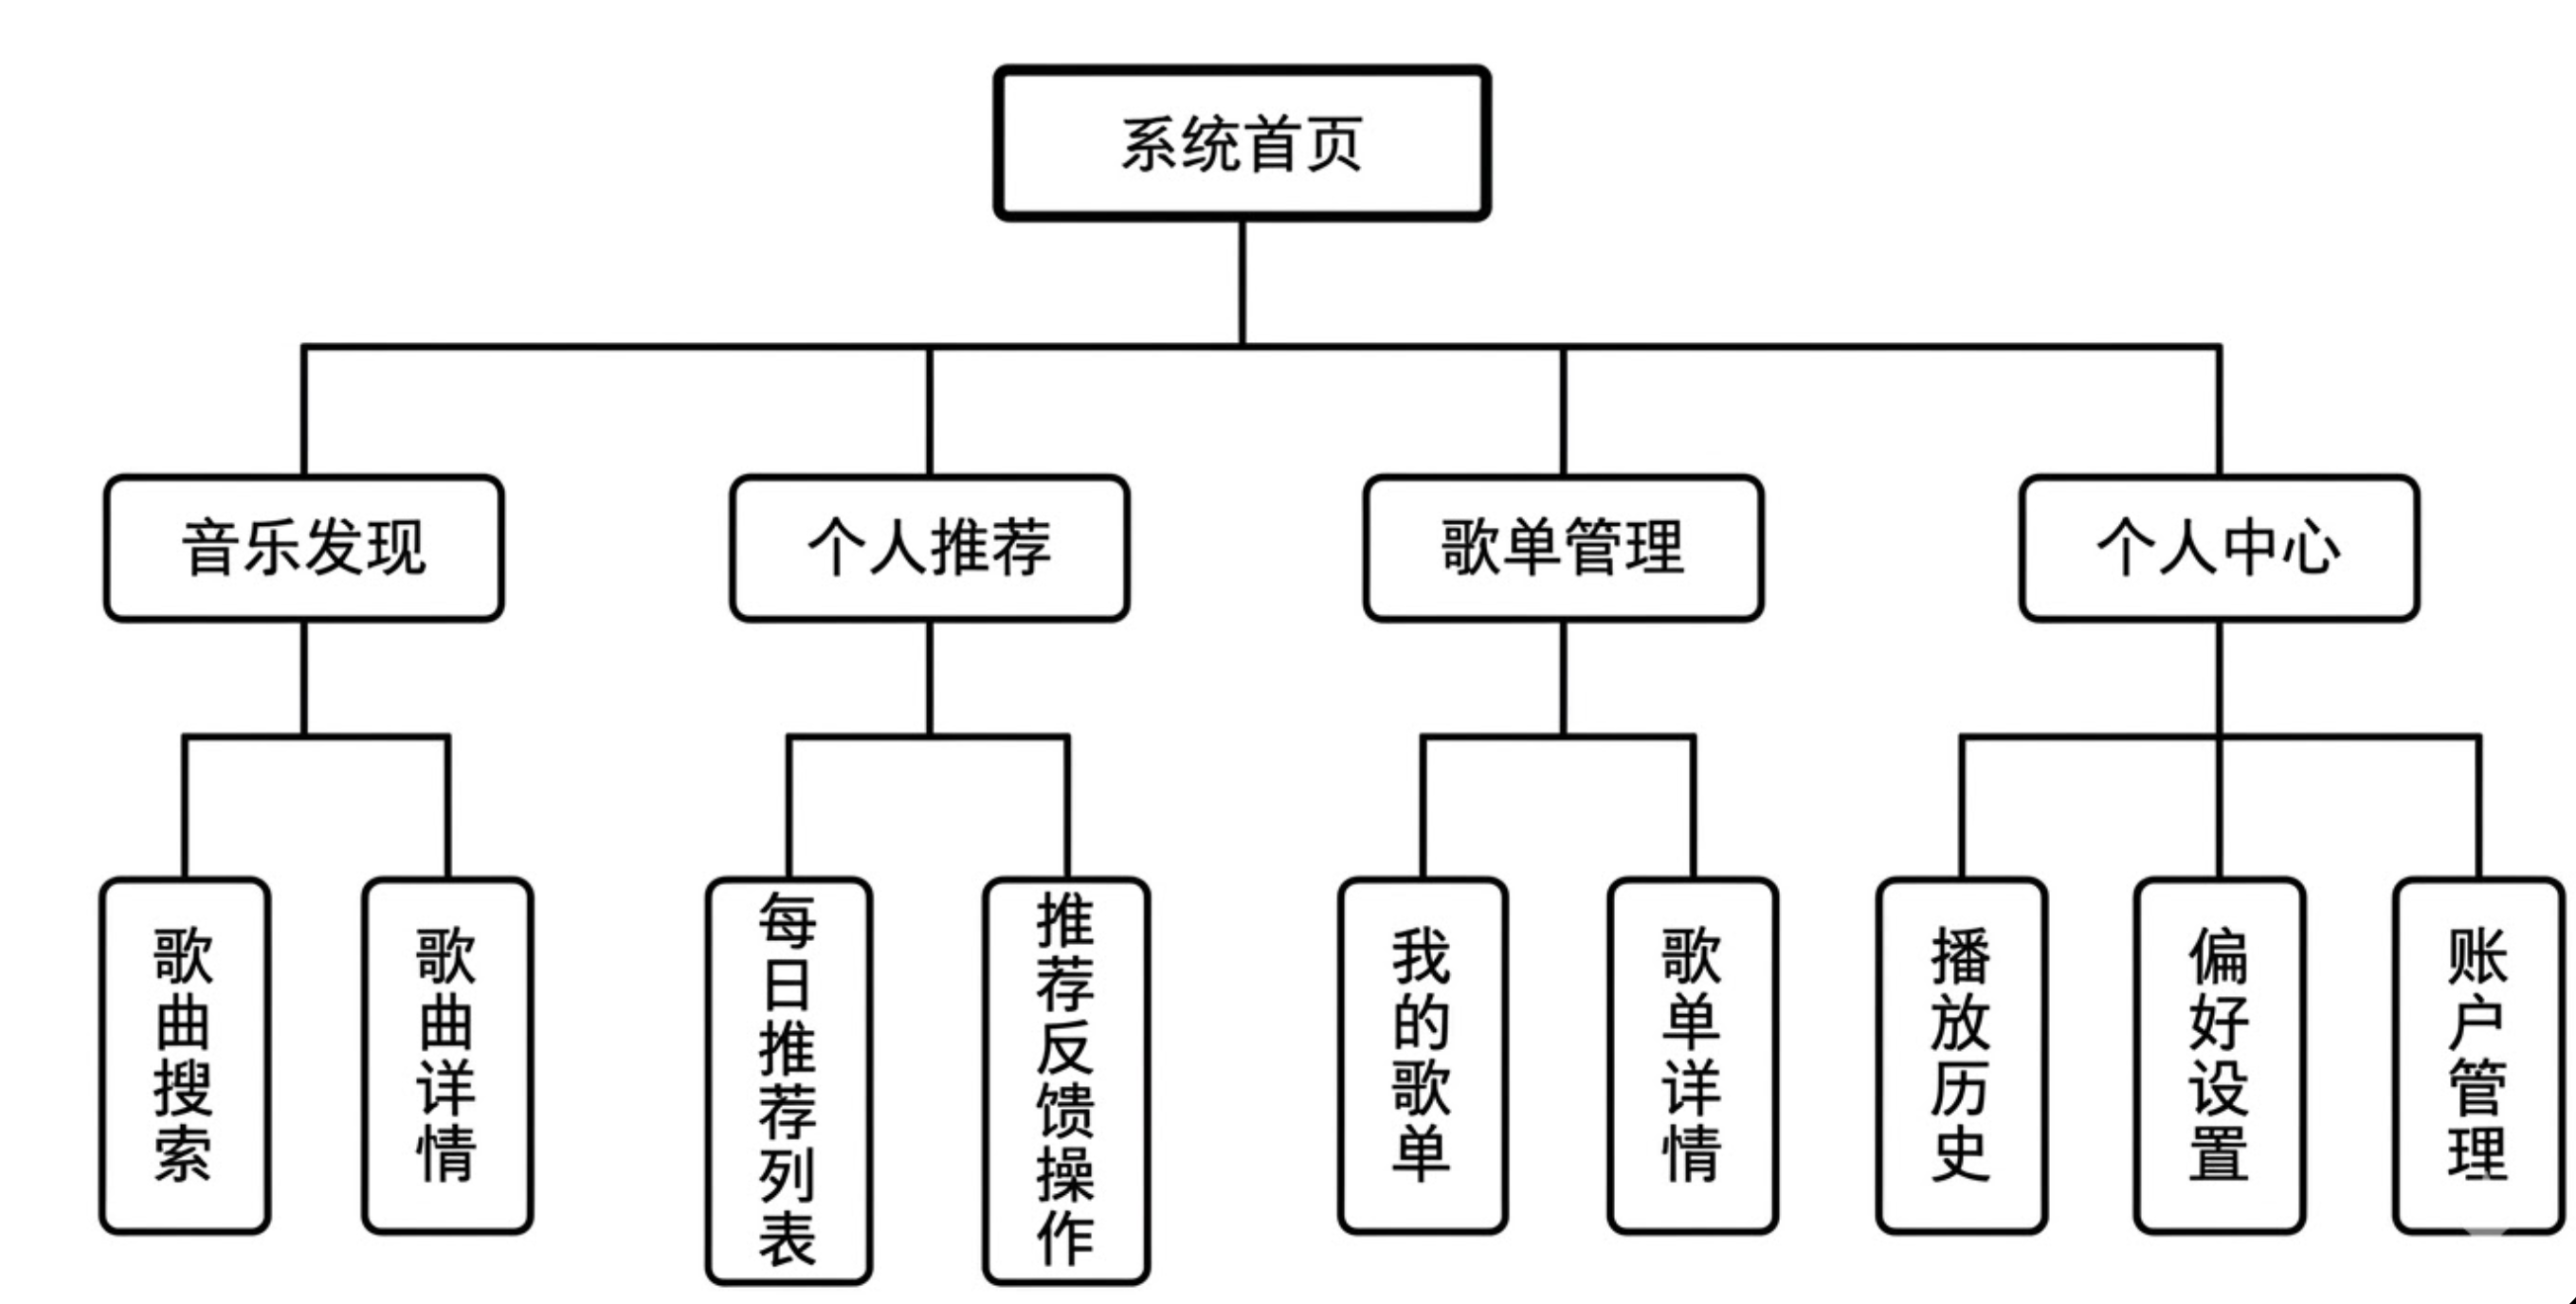 系统首页
音乐发现
个人推荐
歌单管理
个人中心
歌曲搜索
歌曲详情
每日推荐列表
推荐反馈操作
我的歌单
歌单详情
播放历史
偏好设置
账户管理